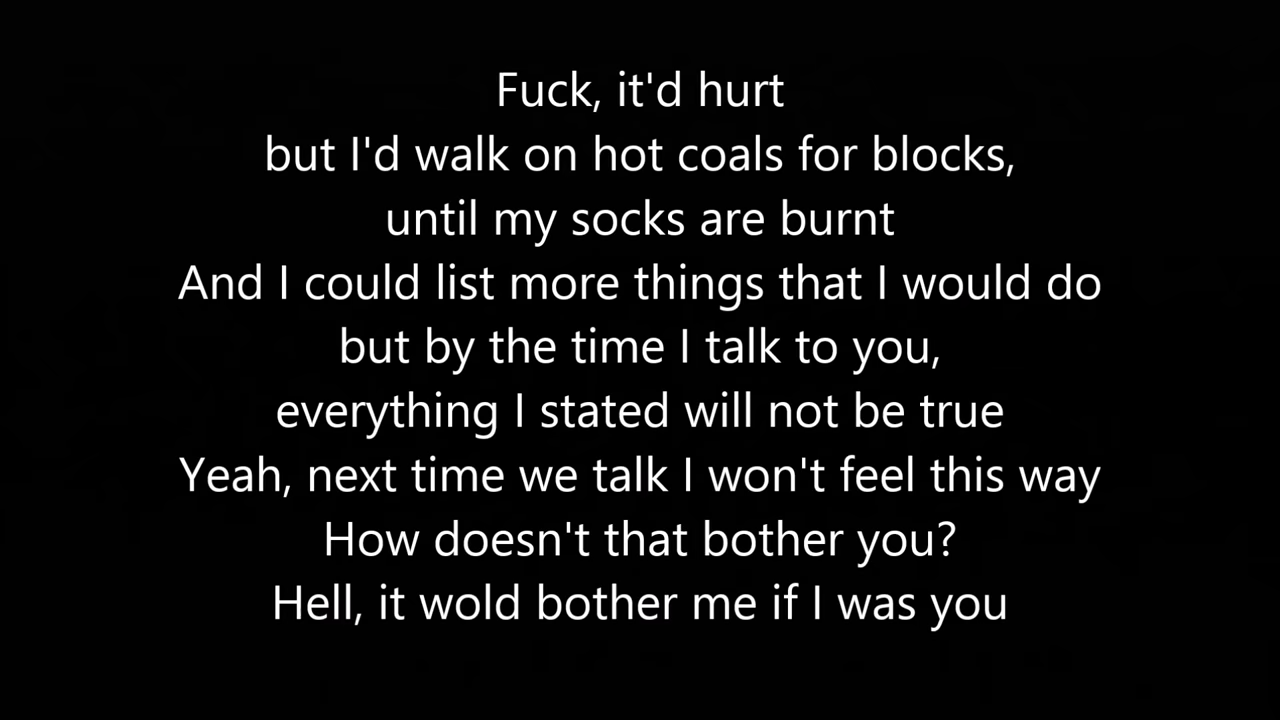 Fuck, it'd hurt
but I'd walk on hot coals for blocks,
until my socks are burnt
And I could list more things that I would do
but by the time I talk to you,
everything I stated will not be true
Yeah, next time we talk I won't feel this way
How doesn't that bother you?
Hell, it wold bother me if I was you